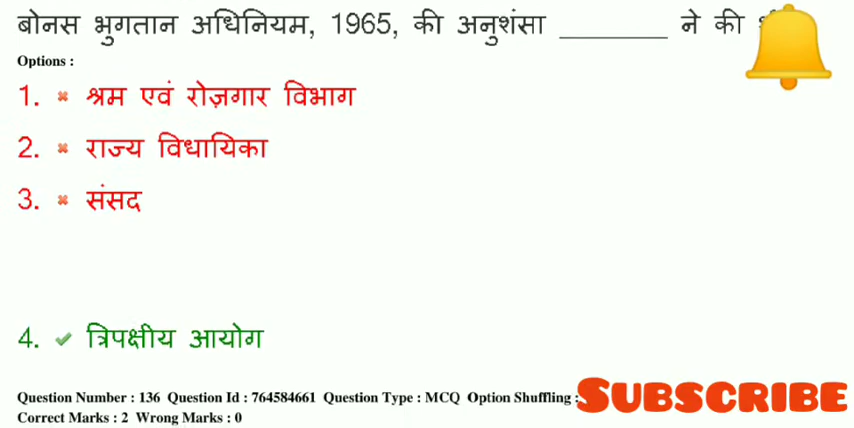 बोनस भुगतान अधिनियम, 1965, की अनुशंसा ________ ने की
Options :
1. श्रम एवं रोज़गार विभाग
2. राज्य विधायिका
3. संसद
4. त्रिपक्षीय आयोग
Question Number : 136 Question Id : 764584661 Question Type : MCQ Option Shuffling :
SUBSCRIBE
Correct Marks : 2 Wrong Marks : 0